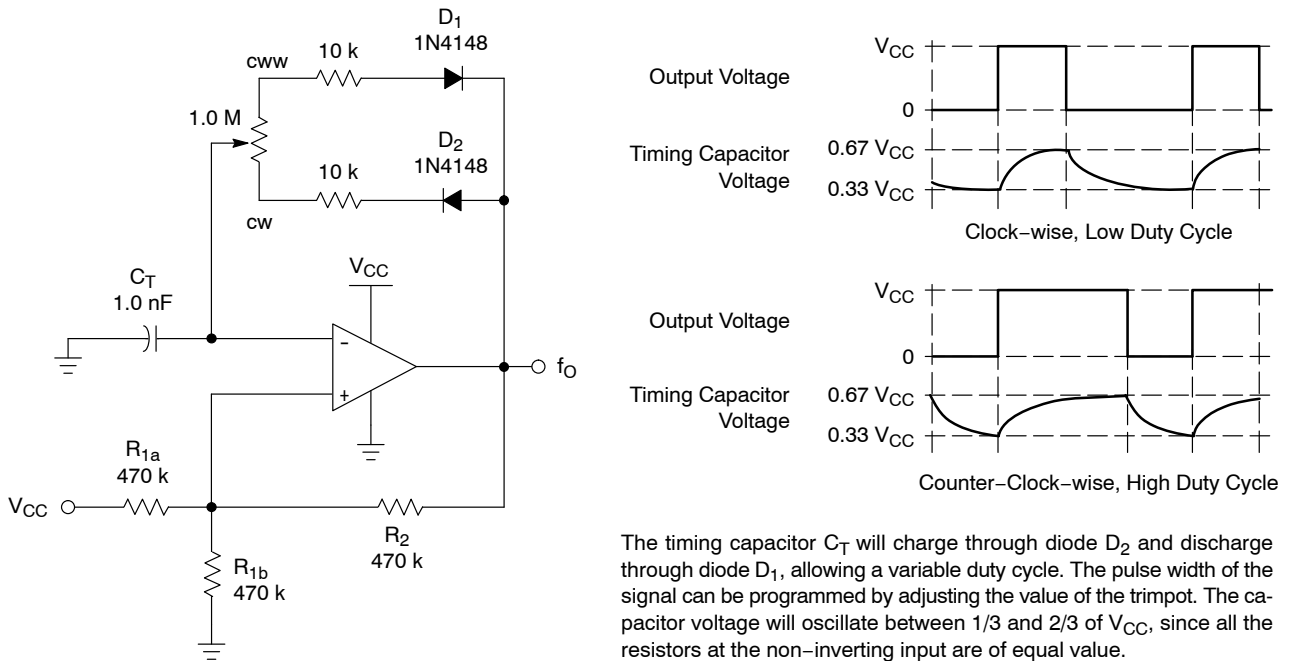 D1
1N4148
10 k
cww
1.0 M
D2
1N4148
10 k
cw
CT
1.0 nF
VCC
-
+
fO
R1a
470 k
VCC
R2
470 k
R1b
470 k
VCC
Output Voltage
0
0.67 VCC
Timing Capacitor
Voltage
0.33 VCC
Clock−wise, Low Duty Cycle
VCC
Output Voltage
0
0.67 VCC
Timing Capacitor
Voltage
0.33 VCC
Counter−Clock−wise, High Duty Cycle
The timing capacitor CT will charge through diode D2 and discharge
through diode D1, allowing a variable duty cycle. The pulse width of the
signal can be programmed by adjusting the value of the trimpot. The ca-
pacitor voltage will oscillate between 1/3 and 2/3 of VCC, since all the
resistors at the non−inverting input are of equal value.